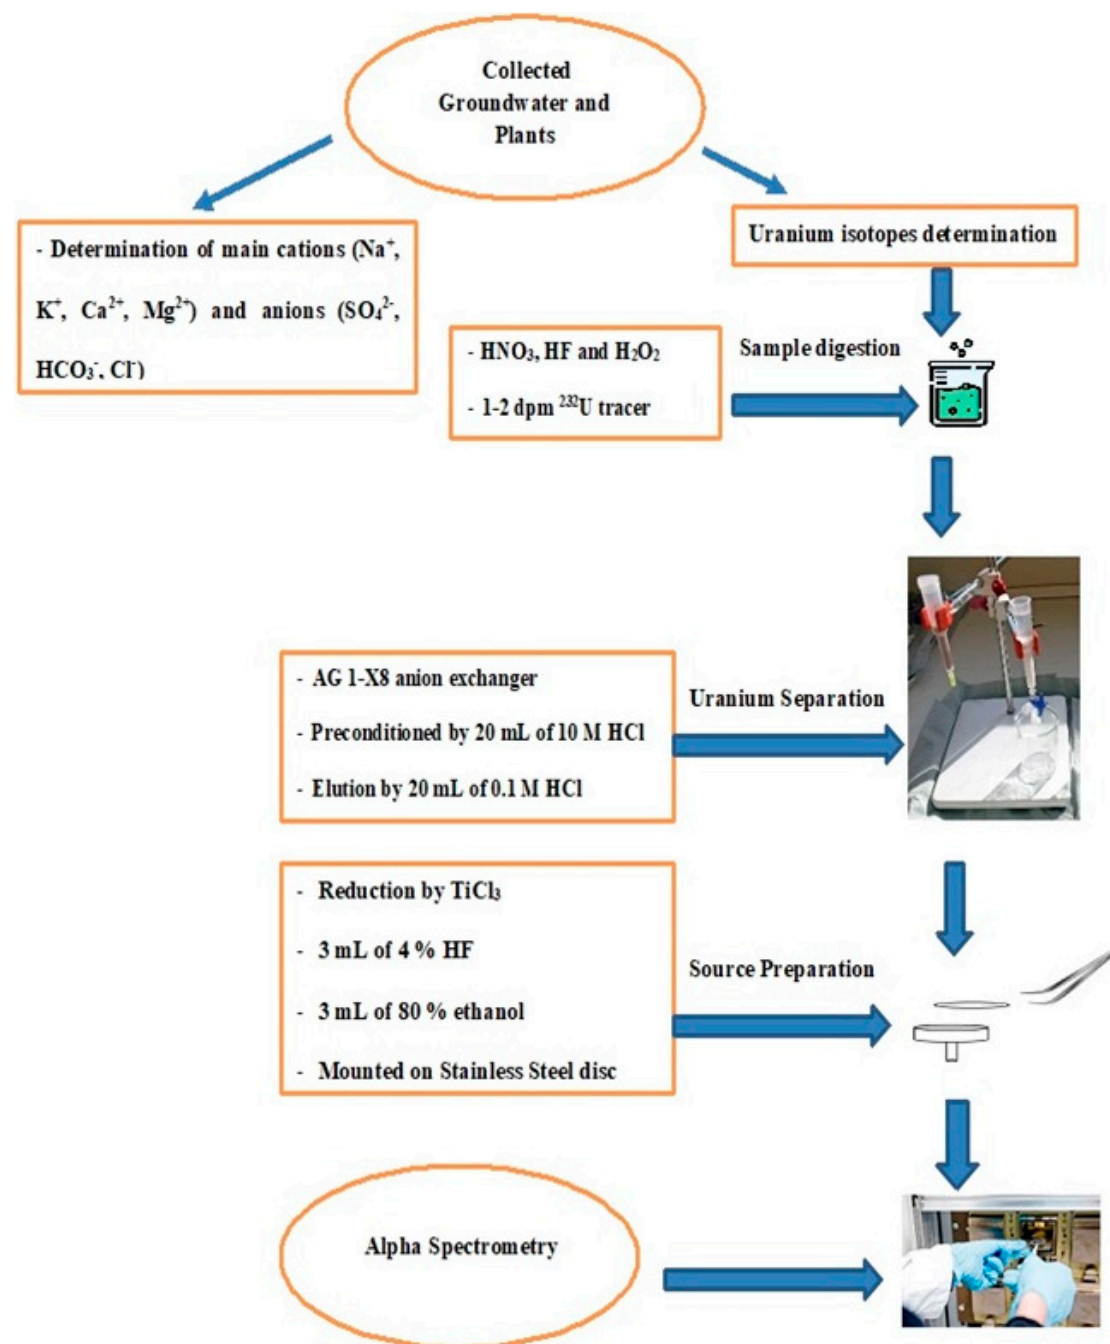 Collected
Groundwater and
Plants
- Determination of main cations (Na⁺,
K⁺, Ca²⁺, Mg²⁺) and anions (SO₄²⁻,
HCO₃⁻, Cl⁻)
Uranium isotopes determination
- HNO₃, HF and H₂O₂
- 1-2 dpm ²³²U tracer
Sample digestion
- AG 1-X8 anion exchanger
- Preconditioned by 20 mL of 10 M HCl
- Elution by 20 mL of 0.1 M HCl
Uranium Separation
- Reduction by TiCl₃
- 3 mL of 4 % HF
- 3 mL of 80 % ethanol
- Mounted on Stainless Steel disc
Source Preparation
Alpha Spectrometry